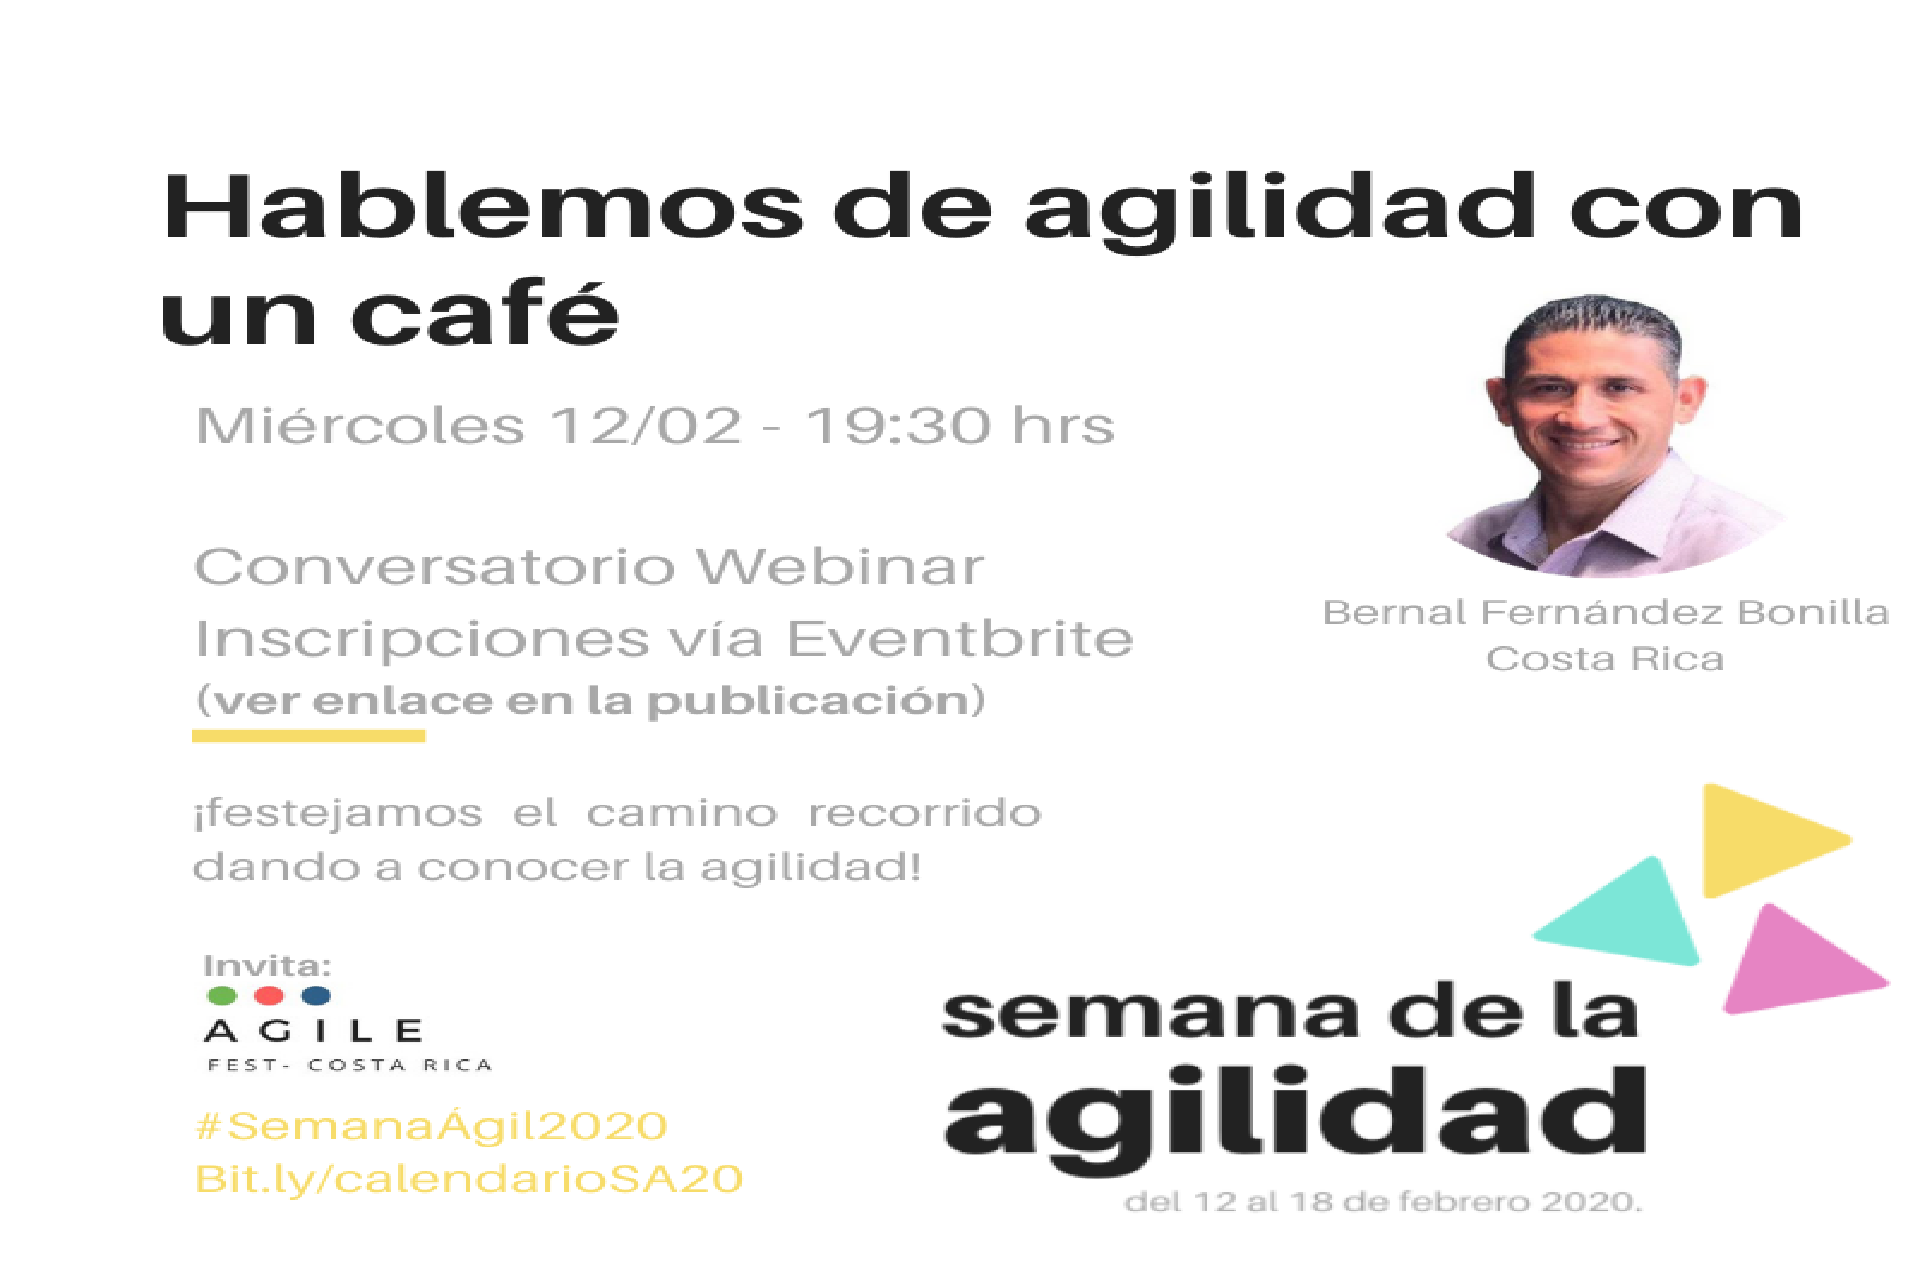 Hablemos de agilidad con
un café
Miércoles 12/02 - 19:30 hrs
Conversatorio Webinar
Inscripciones vía Eventbrite
(ver enlace en la publicación)
Bernal Fernández Bonilla
Costa Rica
¡festejamos el camino recorrido
dando a conocer la agilidad!
Invita:
AGILE
FEST- COSTA RICA
#SemanaÁgil2020
Bit.ly/calendarioSA20
semana de la
agilidad
del 12 al 18 de febrero 2020.